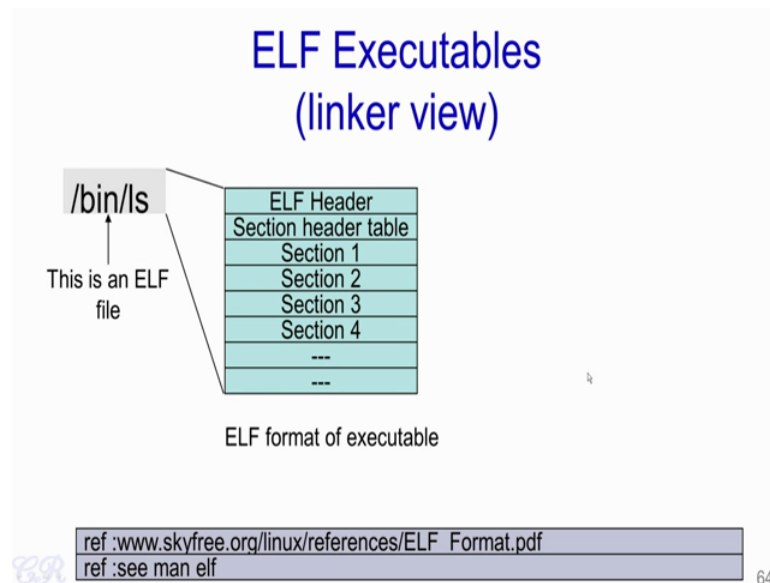 ELF Executables
(linker view)
/bin/ls
This is an ELF
file
ELF Header
Section header table
Section 1
Section 2
Section 3
Section 4
---
---
ELF format of executable
ref :www.skyfree.org/linux/references/ELF_Format.pdf
ref :see man elf